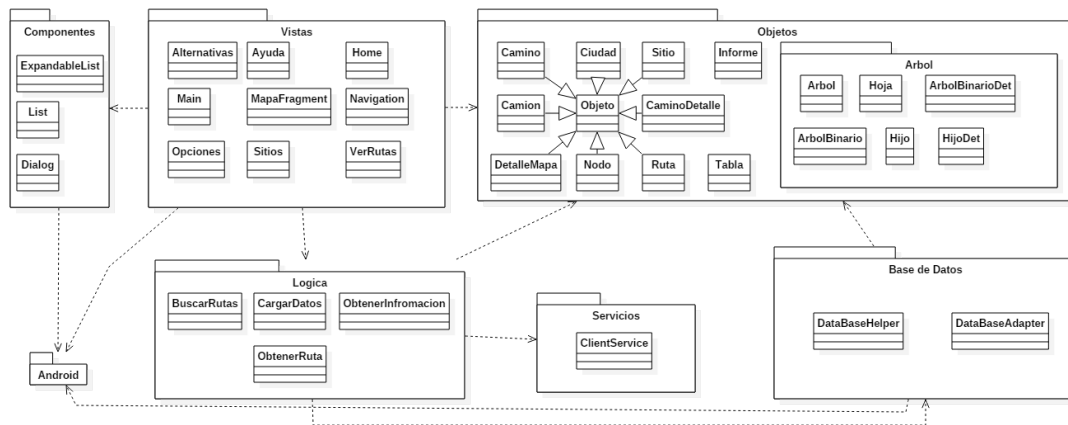 Componentes
ExpandableList
List
Dialog
Vistas
Alternativas
Ayuda
Home
Main
MapaFragment
Navigation
Opciones
Sitios
VerRutas
Objetos
Camino
Ciudad
Sitio
Informe
Camion
Objeto
CaminoDetalle
DetalleMapa
Nodo
Ruta
Tabla
Arbol
Arbol
Hoja
ArbolBinarioDet
ArbolBinario
Hijo
HijoDet
Logica
BuscarRutas
CargarDatos
ObtenerInfromacion
ObtenerRuta
Servicios
ClientService
Base de Datos
DataBaseHelper
DataBaseAdapter
Android